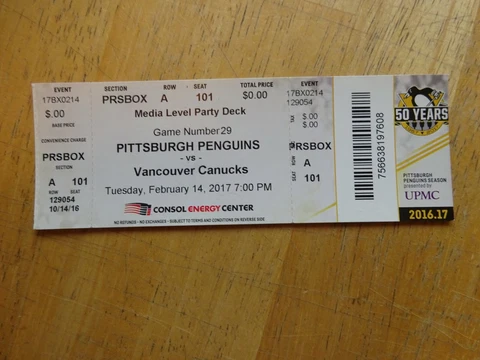 EVENT
17BX0214
$.00
BASE PRICE
CONVENIENCE CHARGE
PRSBOX
A 101
129054
10/14/16
SECTION ROW SEAT TOTAL PRICE
PRSBOX A 101 $0.00
Media Level Party Deck
Game Number 29
PITTSBURGH PENGUINS
- vs -
Vancouver Canucks
Tuesday, February 14, 2017 7:00 PM
CONSOL ENERGY CENTER
NO REFUNDS - NO EXCHANGES - SUBJECT TO TERMS AND CONDITIONS ON REVERSE SIDE
EVENT
17BX0214
129054
$.00
$.00
PRSBOX
A
101
756638197608
50 YEARS
PITTSBURGH
PENGUINS SEASON
presented by
UPMC
2016.17